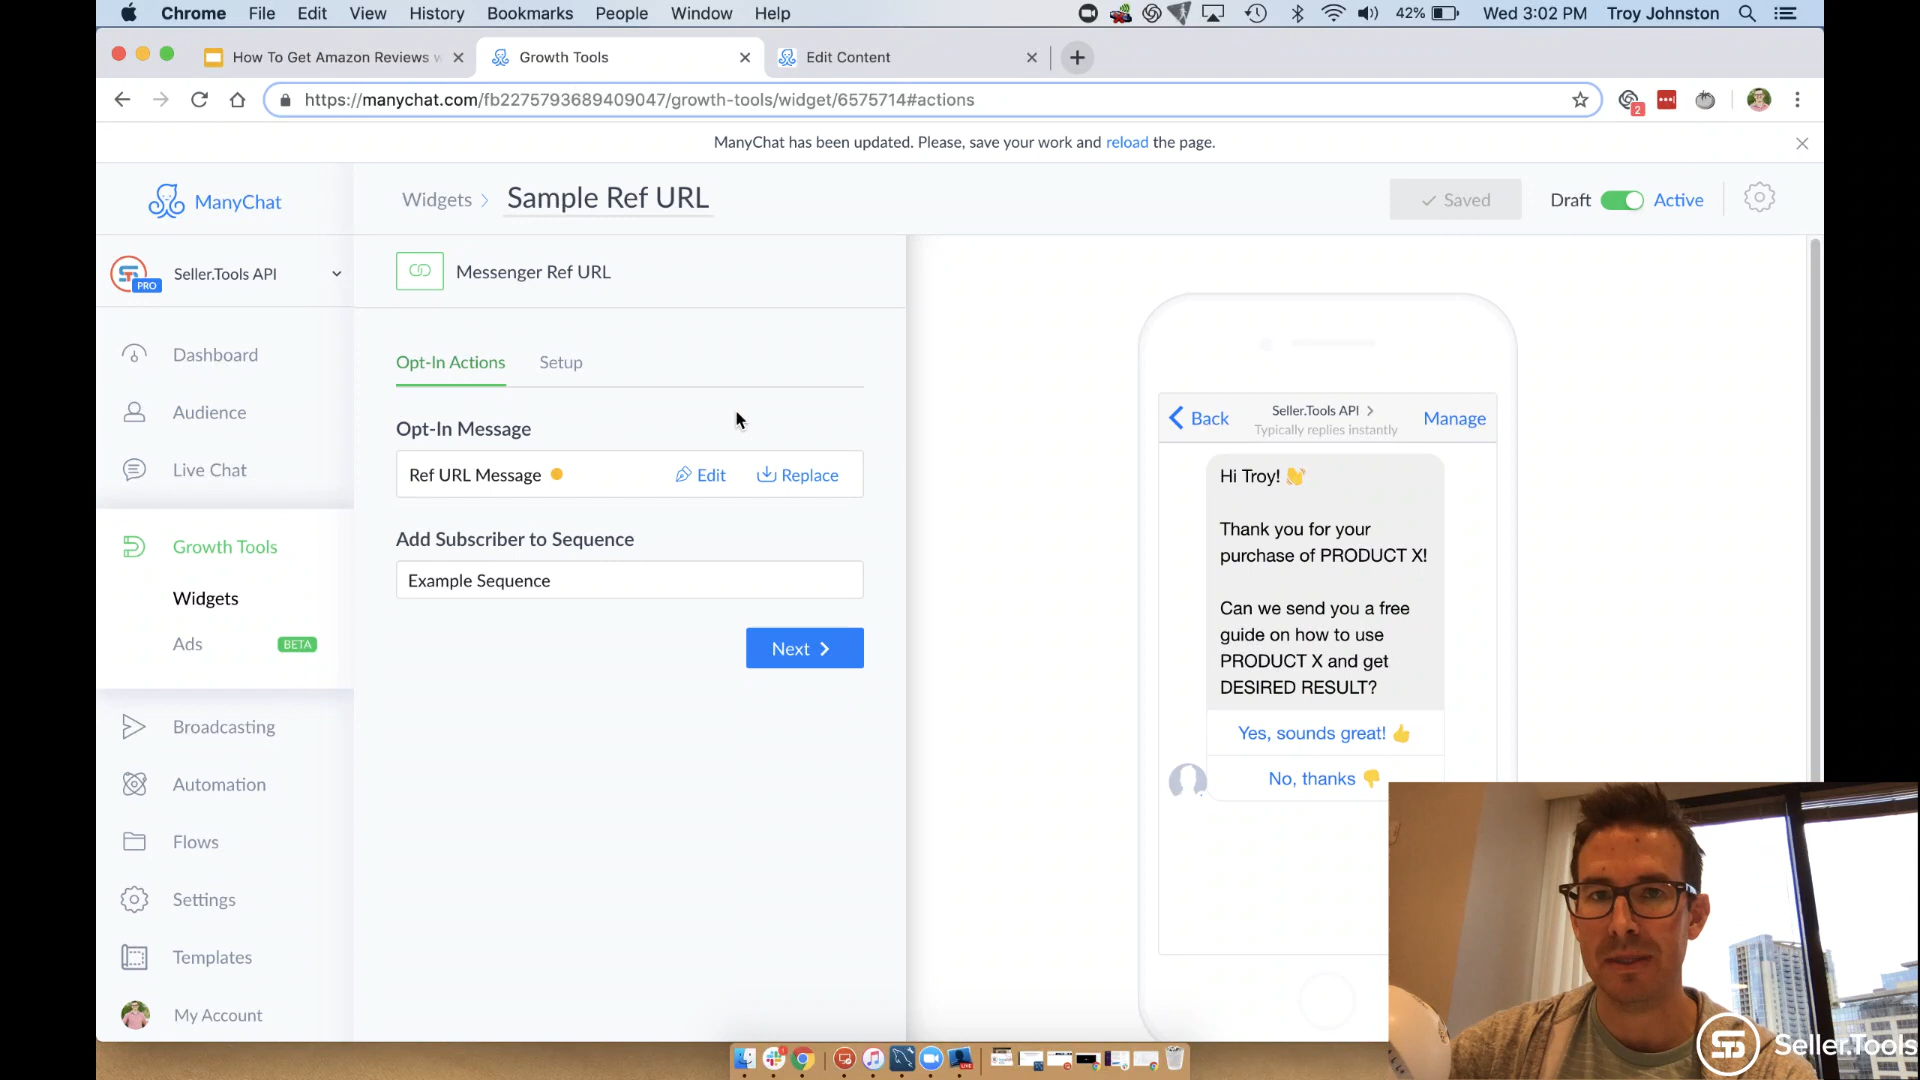 Chrome File Edit View History Bookmarks People Window Help 42% Wed 3:02 PM Troy Johnston
How To Get Amazon Reviews w
Growth Tools
Edit Content
https://manychat.com/fb2275793689409047/growth-tools/widget/6575714#actions
2
ManyChat has been updated. Please, save your work and reload the page.
ManyChat
Widgets
Sample Ref URL
Saved
Draft
Active
PRO
Seller.Tools API
Messenger Ref URL
Dashboard
Audience
Live Chat
Growth Tools
Widgets
Ads
BETA
Broadcasting
Automation
Flows
Settings
Templates
My Account
Opt-In Actions
Setup
Opt-In Message
Ref URL Message
Edit
Replace
Add Subscriber to Sequence
Example Sequence
Next
Back
Seller.Tools API
Typically replies instantly
Manage
Hi Troy! 👋
Thank you for your
purchase of PRODUCT X!
Can we send you a free
guide on how to use
PRODUCT X and get
DESIRED RESULT?
Yes, sounds great! 👍
No, thanks 👎
Seller.Tools